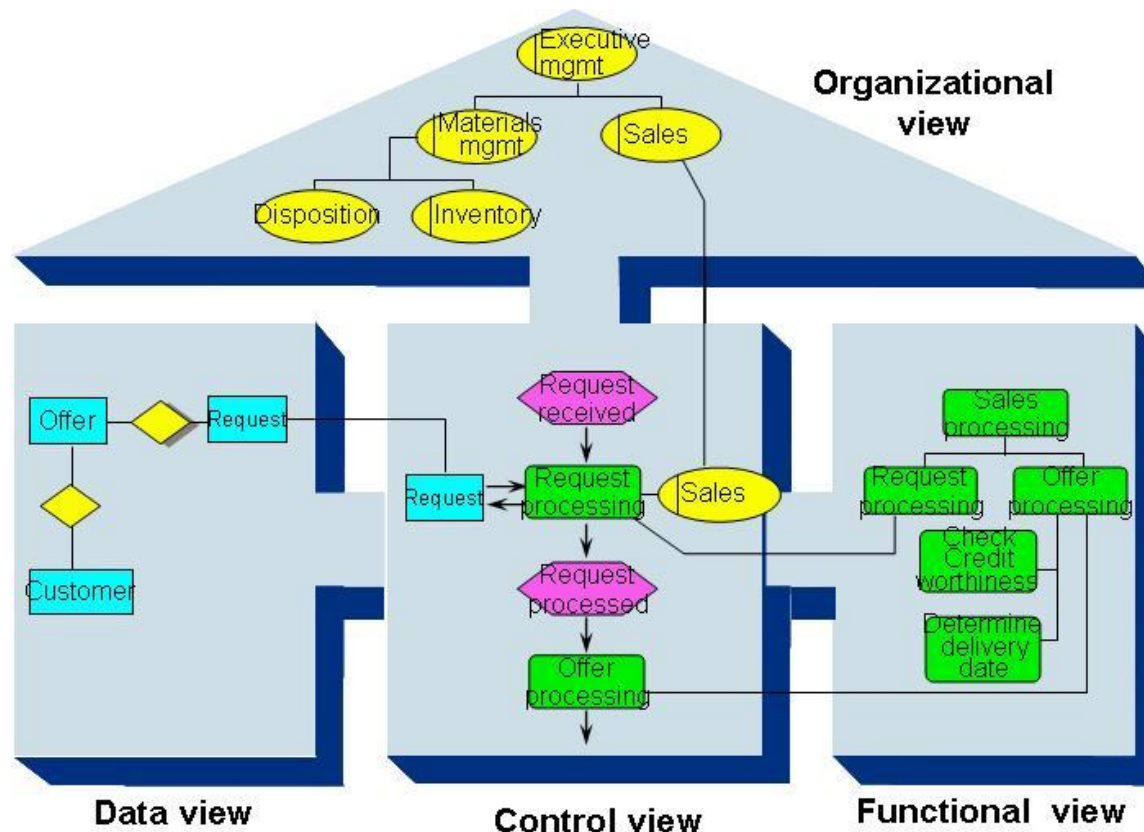 Executive
mgmt
Organizational
view
Materials
mgmt
Sales
Disposition
Inventory
Offer
Request
Customer
Request
received
Request
Request
processing
Sales
Request
processed
Offer
processing
Sales
processing
Request
processing
Offer
processing
Check
Credit
worthiness
Determine
delivery
date
Data view
Control view
Functional view